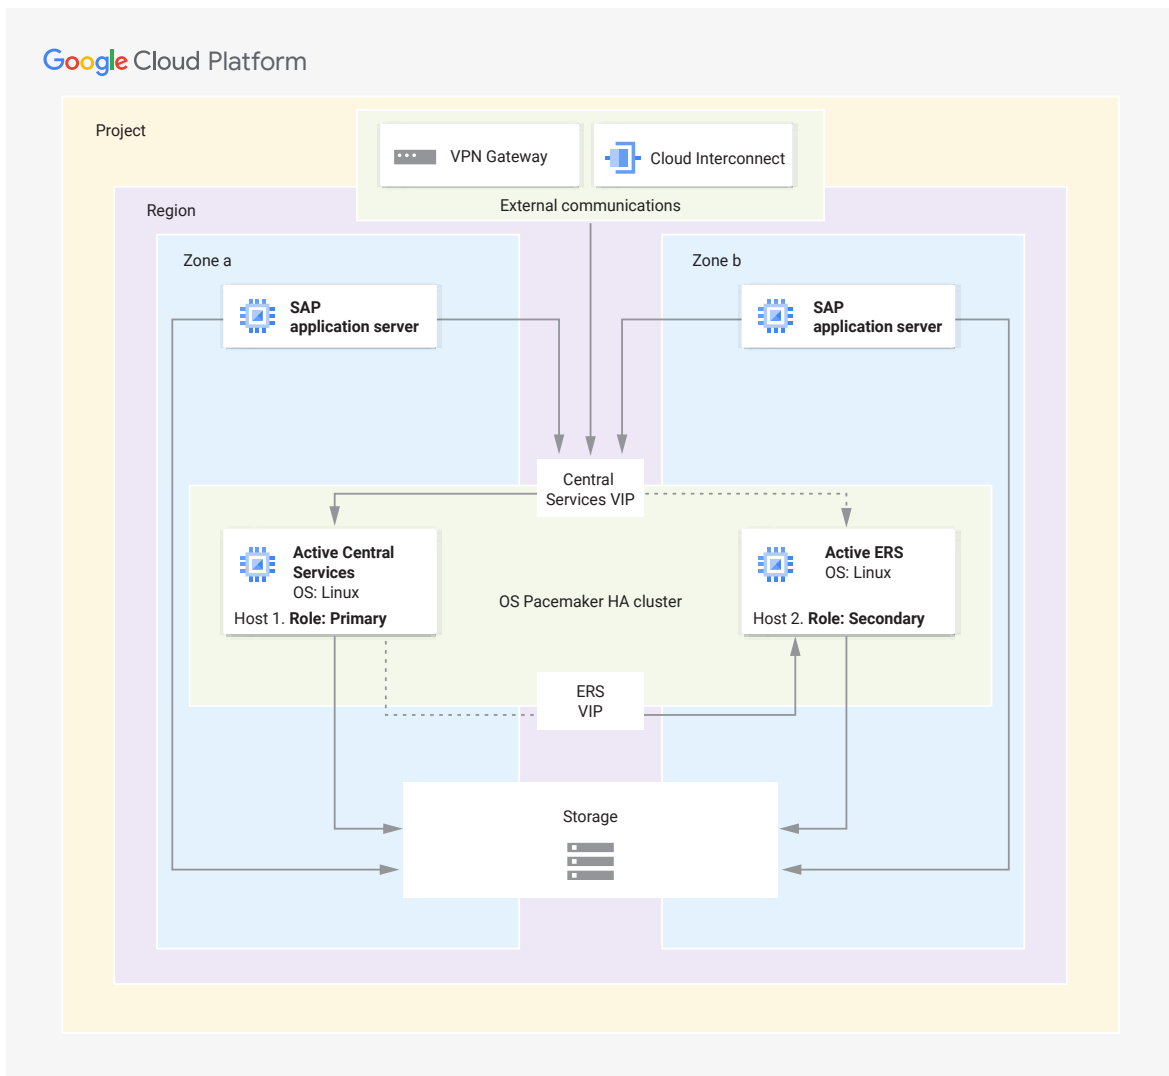 Google Cloud Platform
Project
VPN Gateway
Cloud Interconnect
External communications
Region
Zone a
Zone b
SAP
application server
SAP
application server
Central
Services VIP
Active Central
Services
OS: Linux
Host 1. Role: Primary
OS Pacemaker HA cluster
Active ERS
OS: Linux
Host 2. Role: Secondary
ERS
VIP
Storage